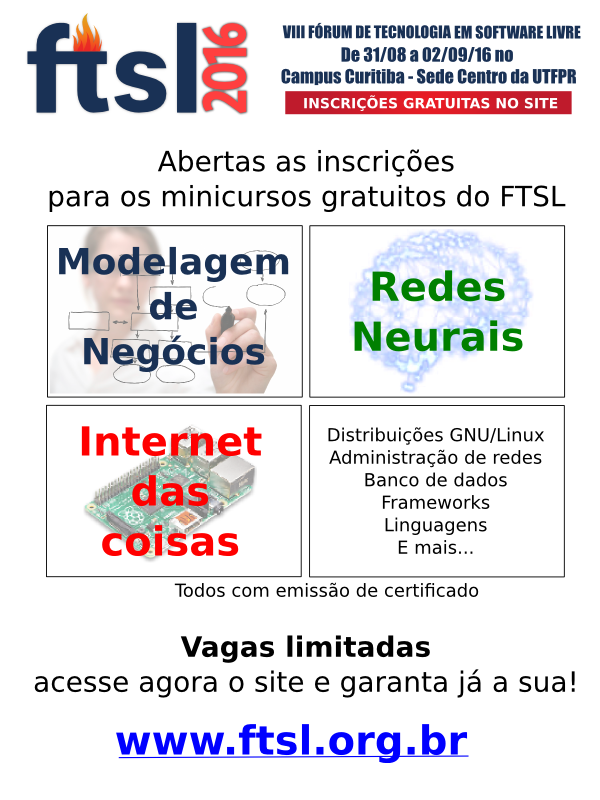 ftsl 2016
VIII FÓRUM DE TECNOLOGIA EM SOFTWARE LIVRE
De 31/08 a 02/09/16 no
Campus Curitiba - Sede Centro da UTFPR
INSCRIÇÕES GRATUITAS NO SITE
Abertas as inscrições
para os minicursos gratuitos do FTSL
Modelagem
de
Negócios
Redes
Neurais
Internet
das
coisas
Distribuições GNU/Linux
Administração de redes
Banco de dados
Frameworks
Linguagens
E mais...
Todos com emissão de certificado
Vagas limitadas
acesse agora o site e garanta já a sua!
www.ftsl.org.br